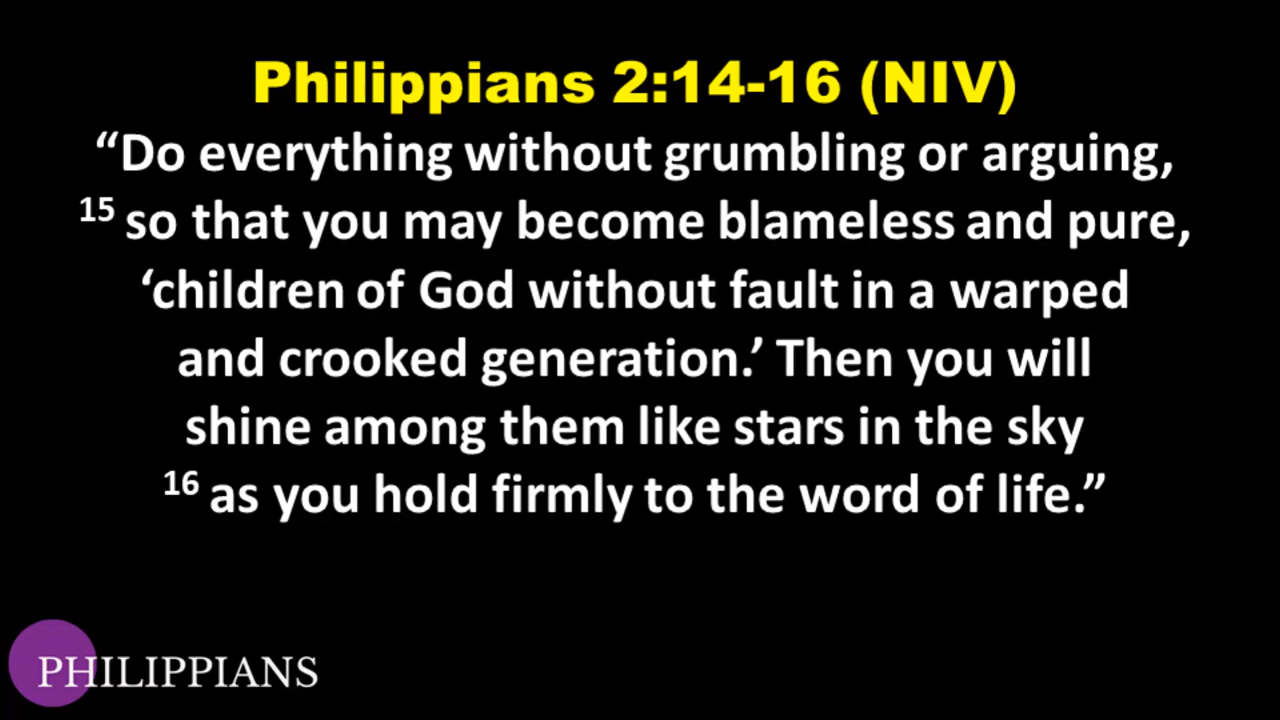 Philippians 2:14-16 (NIV)
“Do everything without grumbling or arguing,
15 so that you may become blameless and pure,
‘children of God without fault in a warped
and crooked generation.’ Then you will
shine among them like stars in the sky
16 as you hold firmly to the word of life.”
PHILIPPIANS